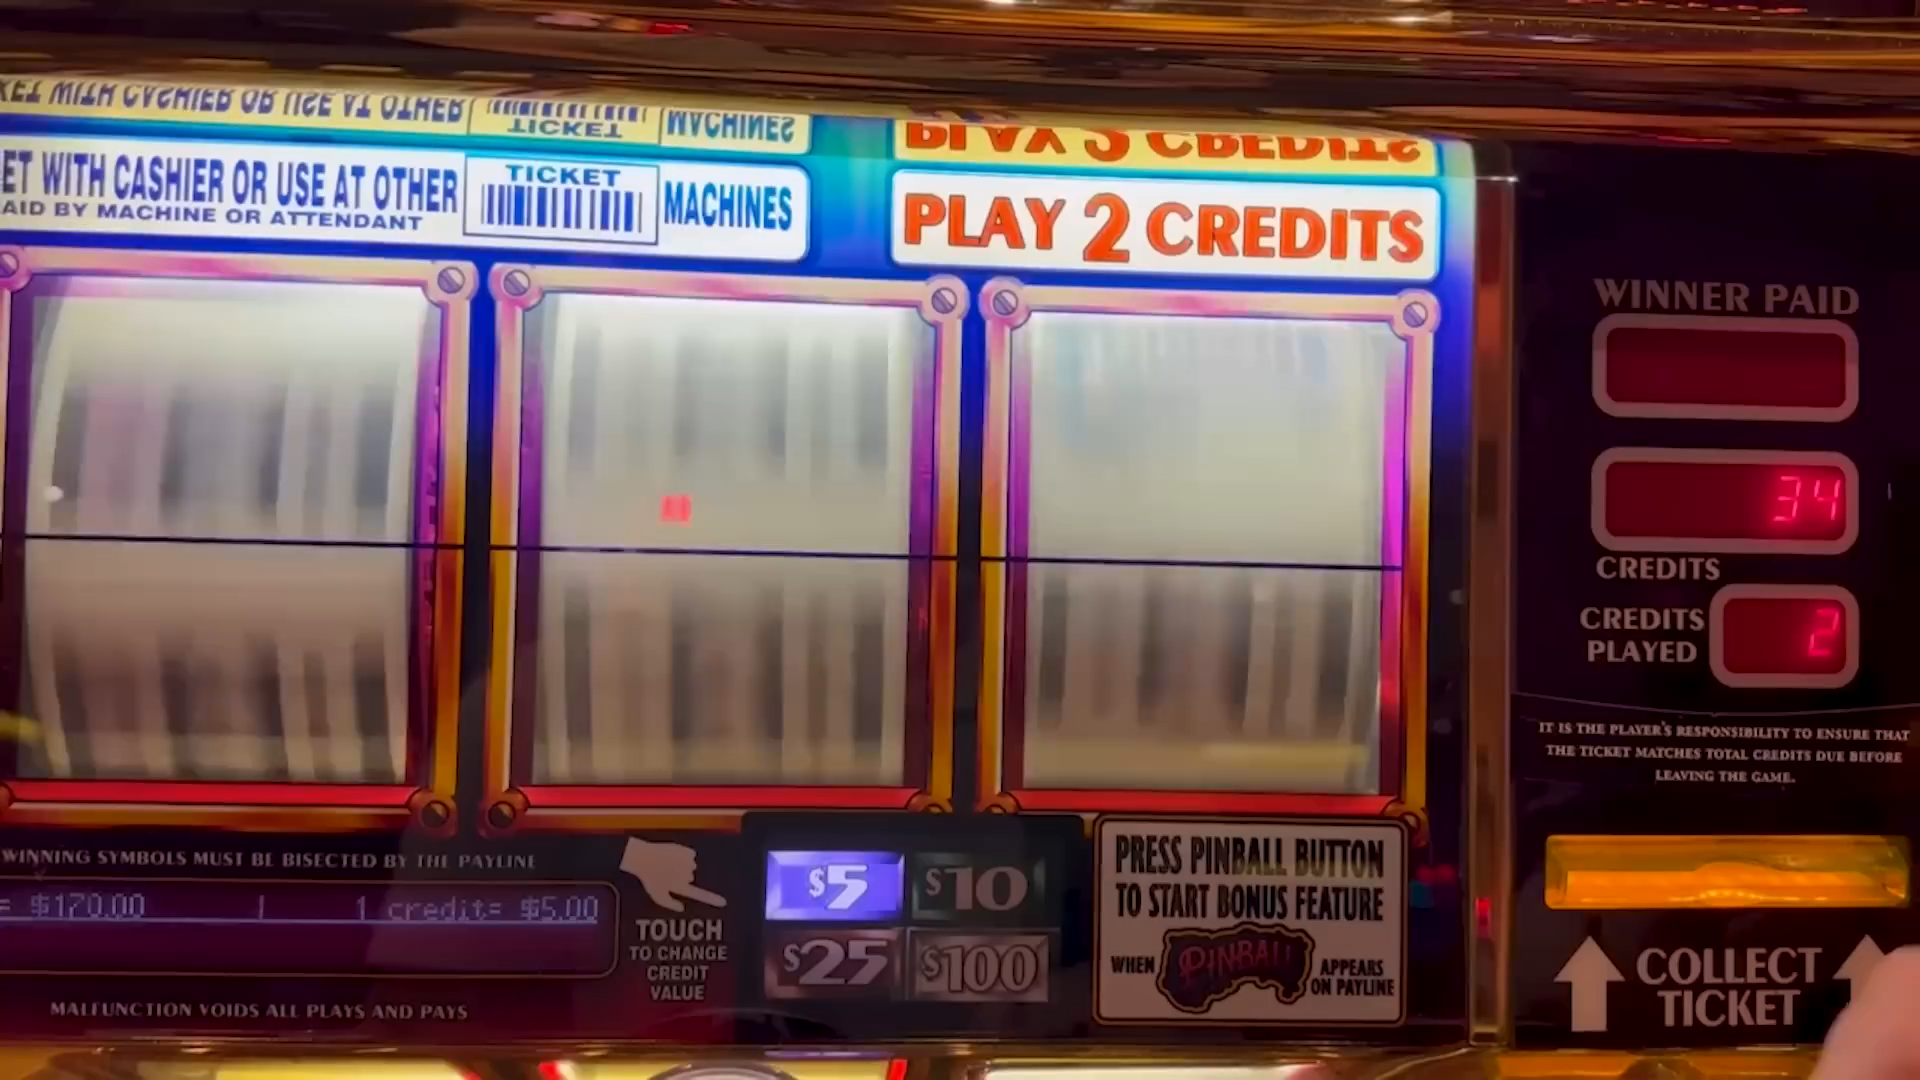 ET WITH CASHIER OR USE AT OTHER TICKET MACHINES
AID BY MACHINE OR ATTENDANT
PLAY 2 CREDITS
WINNER PAID
34
CREDITS
CREDITS PLAYED
2
IT IS THE PLAYER'S RESPONSIBILITY TO ENSURE THAT
THE TICKET MATCHES TOTAL CREDITS DUE BEFORE
LEAVING THE GAME.
WINNING SYMBOLS MUST BE BISECTED BY THE PAYLINE
= $170.00 | 1 credit= $5.00
MALFUNCTION VOIDS ALL PLAYS AND PAYS
TOUCH
TO CHANGE
CREDIT
VALUE
$5 $10
$25 $100
PRESS PINBALL BUTTON
TO START BONUS FEATURE
WHEN PINBALL APPEARS
ON PAYLINE
COLLECT
TICKET